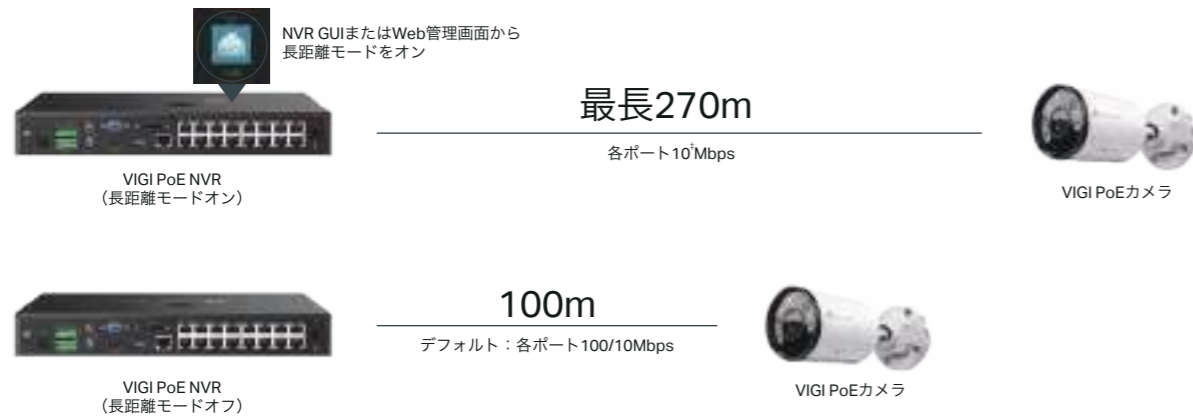 NVR GUIまたはWeb管理画面から
長距離モードをオン
最長270m
各ポート10†Mbps
VIGI PoE NVR
（長距離モードオン）
VIGI PoEカメラ
100m
デフォルト：各ポート100/10Mbps
VIGI PoE NVR
（長距離モードオフ）
VIGI PoEカメラ